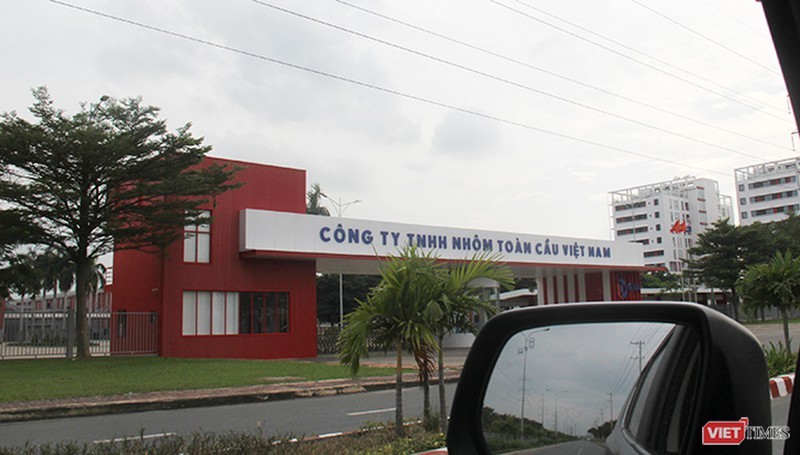 CÔNG TY TNHH NHÔM TOÀN CẦU VIỆT NAM
VIETTIMES